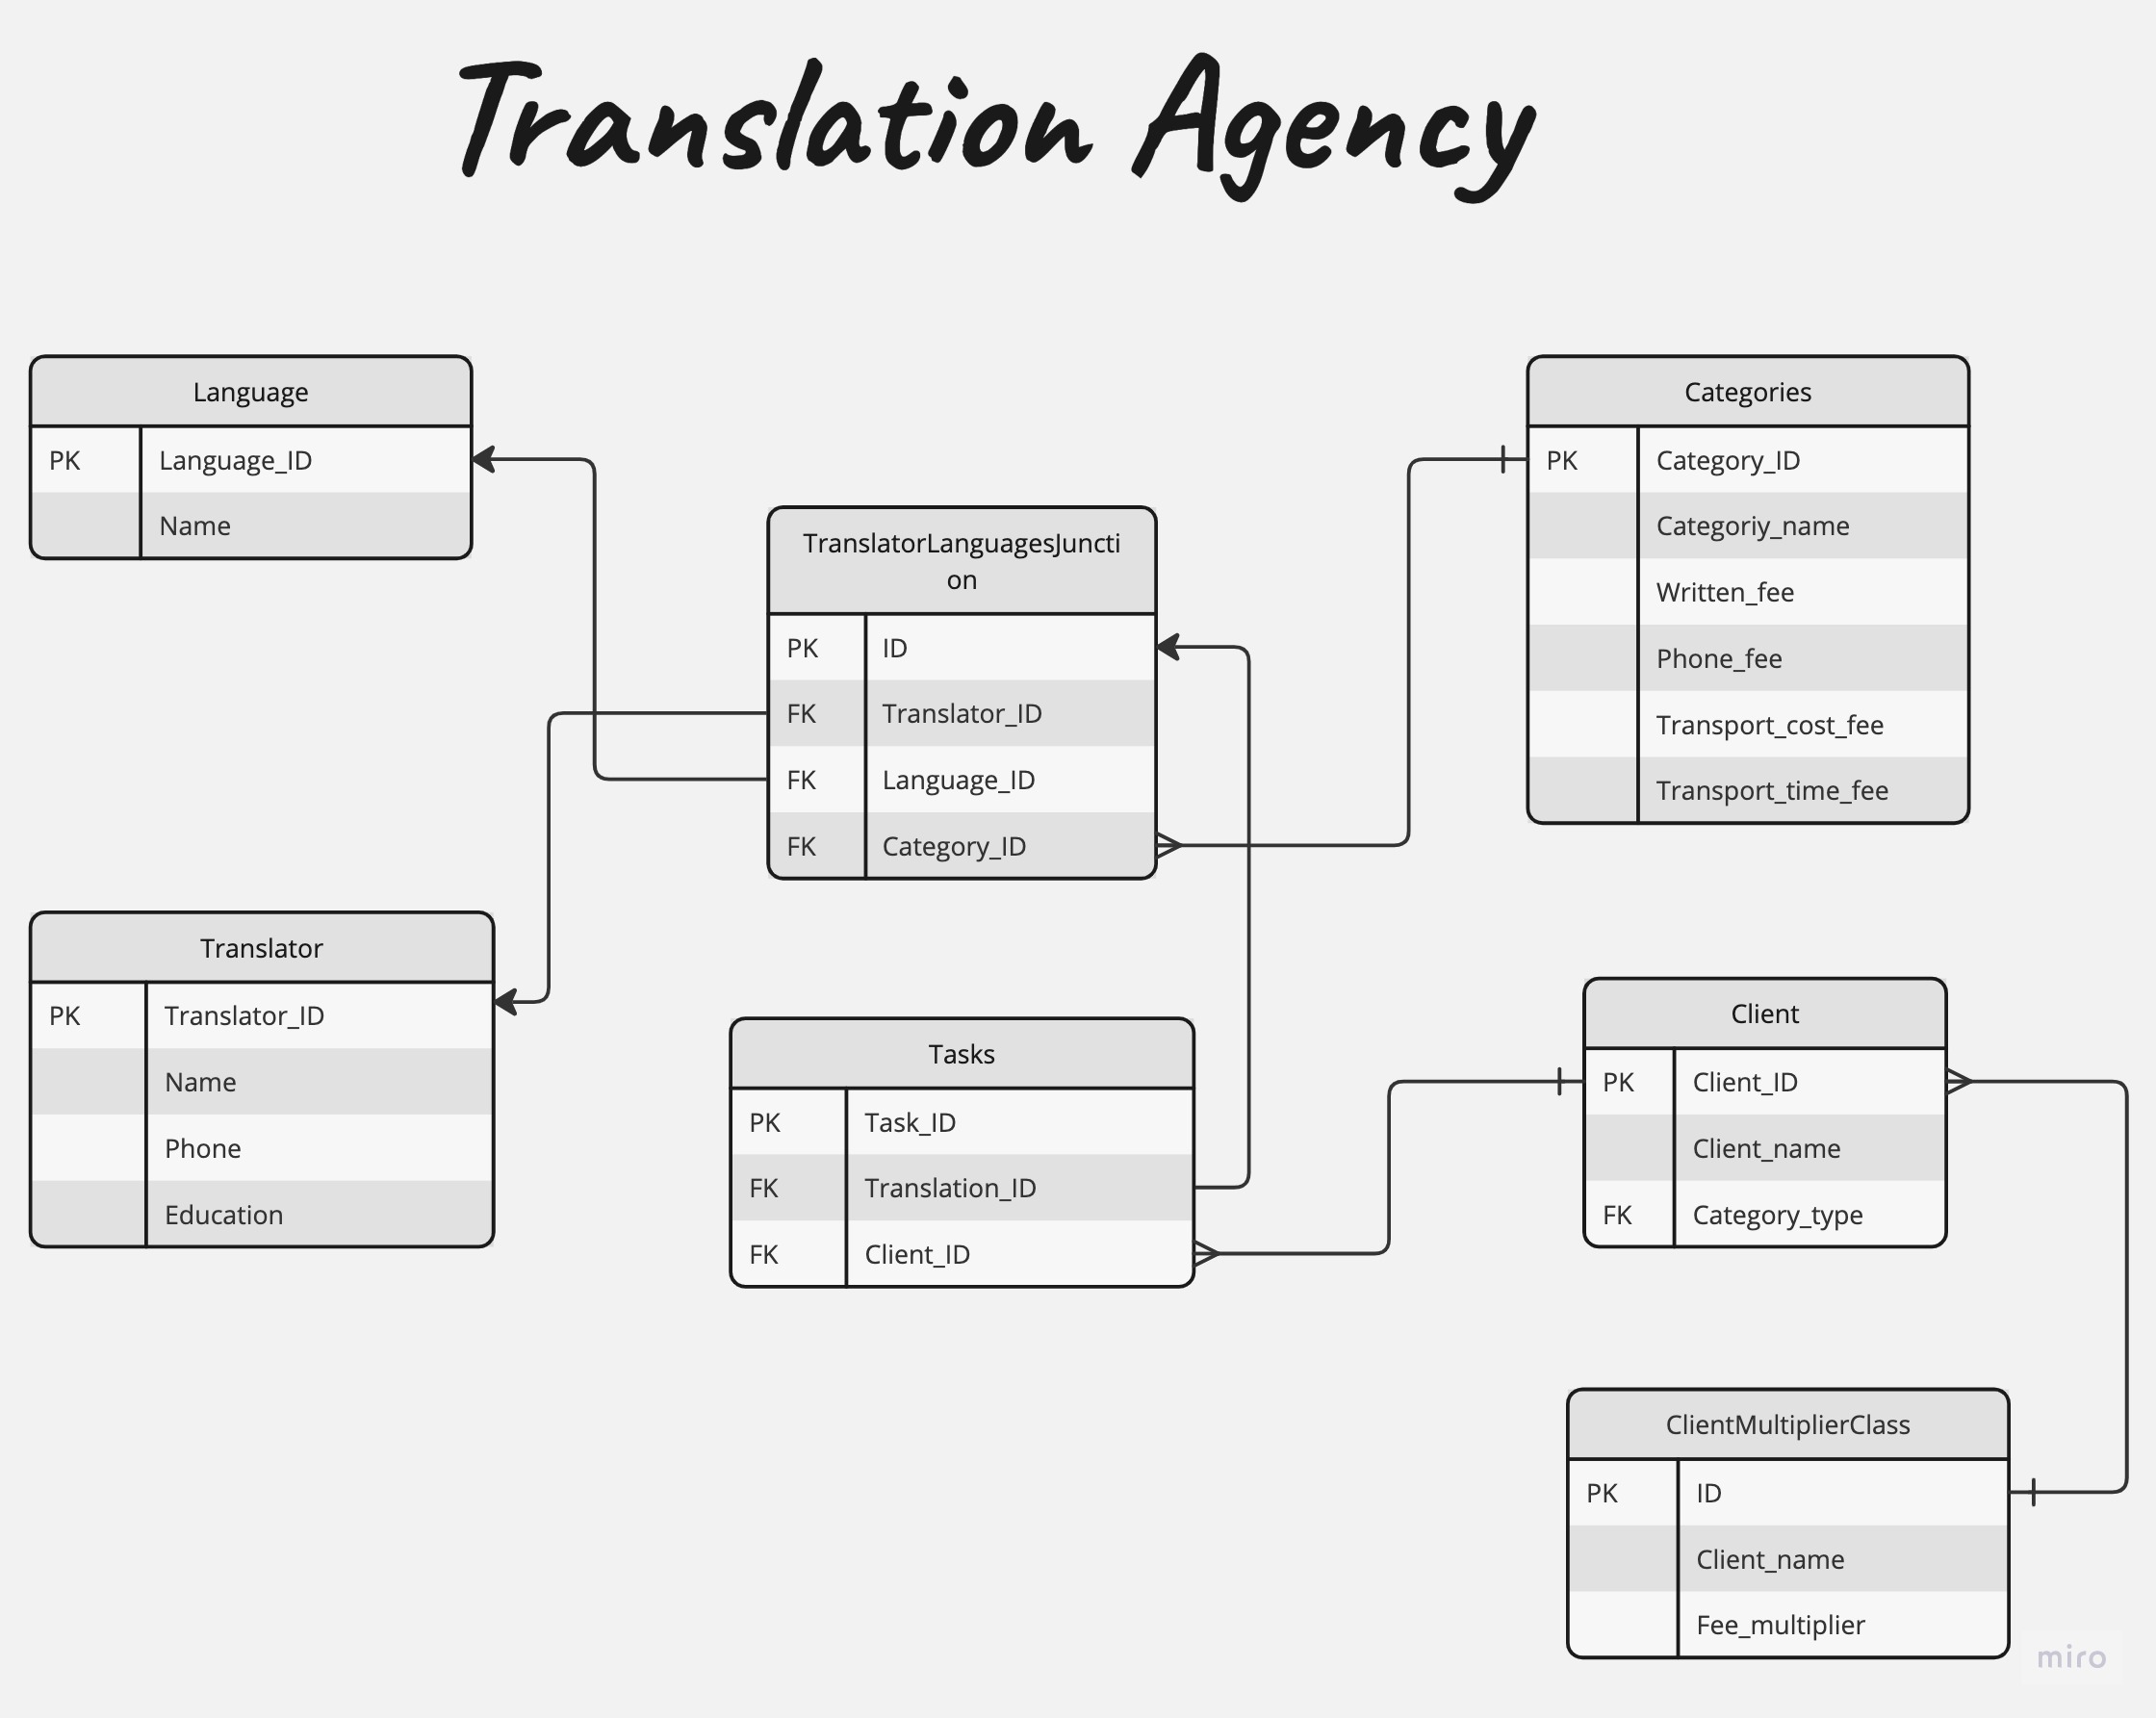 Translation Agency
Language
PK Language_ID
Name
TranslatorLanguagesJuncti
on
PK ID
FK Translator_ID
FK Language_ID
FK Category_ID
Categories
PK Category_ID
Categoriy_name
Written_fee
Phone_fee
Transport_cost_fee
Transport_time_fee
Translator
PK Translator_ID
Name
Phone
Education
Tasks
PK Task_ID
FK Translation_ID
FK Client_ID
Client
PK Client_ID
Client_name
FK Category_type
ClientMultiplierClass
PK ID
Client_name
Fee_multiplier
miro